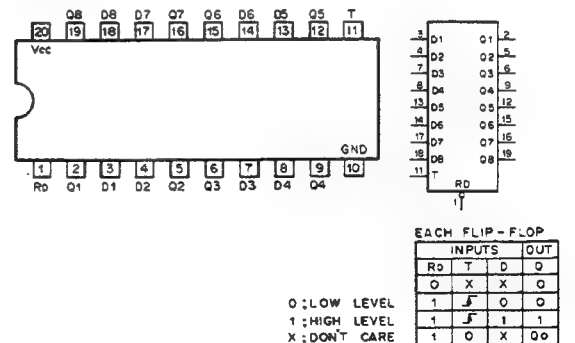 Q8 D8 D7 Q7 Q6 D6 D5 Q5 T
20 19 18 17 16 15 14 13 12 11
Vcc
GND
1 2 3 4 5 6 7 8 9 10
RD Q1 D1 D2 Q2 Q3 D3 D4 Q4
3 D1 Q1 2
4 D2 Q2 5
7 D3 Q3 6
8 D4 Q4 9
13 D5 Q5 12
14 D6 Q6 15
17 D7 Q7 16
18 D8 Q8 19
11 T
RD
1
EACH FLIP-FLOP
INPUTS OUT
RD T D Q
0 X X 0
1 0 0
1 1 1
1 0 X Qo
0 ; LOW LEVEL
1 ; HIGH LEVEL
X ; DON'T CARE